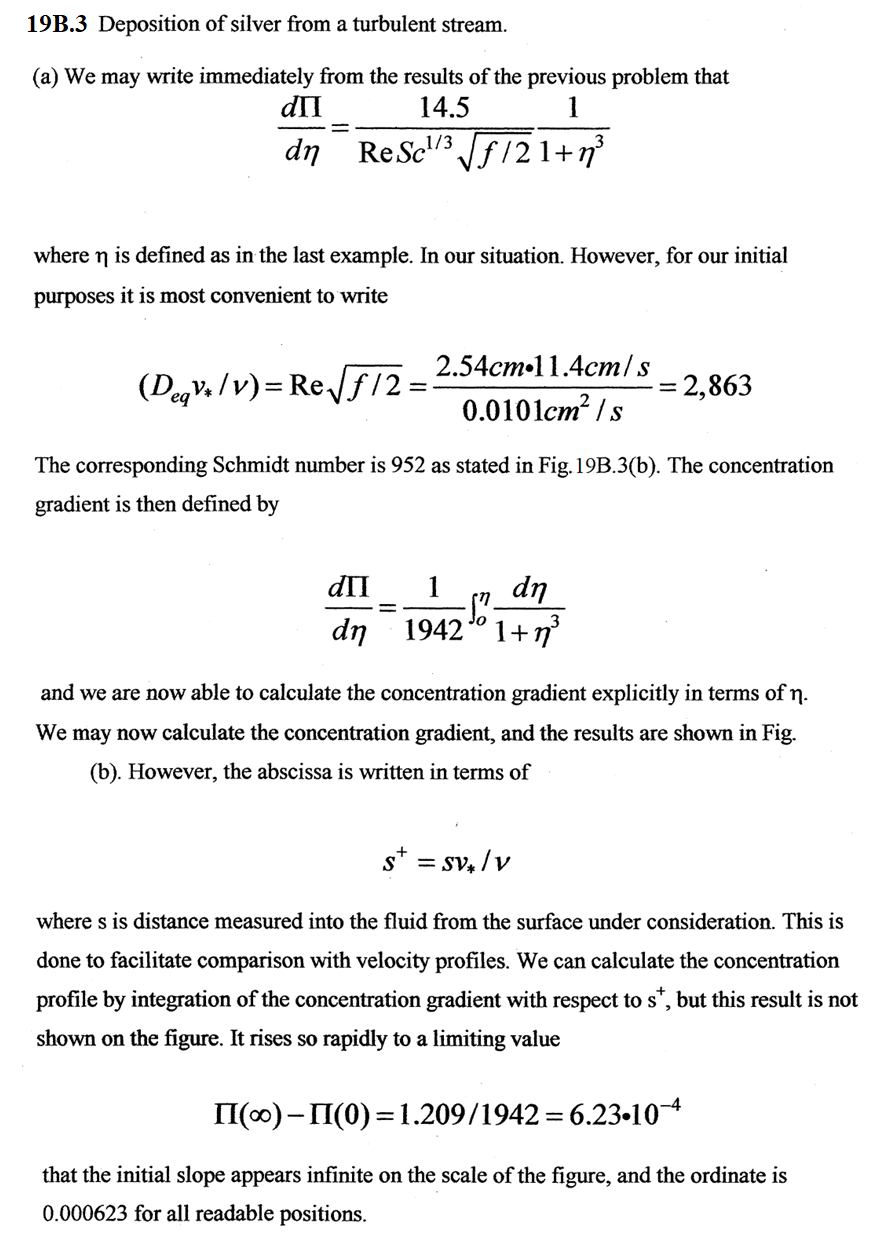 19B.3 Deposition of silver from a turbulent stream.
(a) We may write immediately from the results of the previous problem that
dΠ/dη = 14.5/(Re Sc^{1/3} √(f/2)) 1/(1+η³)
where η is defined as in the last example. In our situation. However, for our initial
purposes it is most convenient to write
(D_eq v_* / ν) = Re√(f/2) = (2.54cm•11.4cm/s)/(0.0101cm²/s) = 2,863
The corresponding Schmidt number is 952 as stated in Fig.19B.3(b). The concentration
gradient is then defined by
dΠ/dη = 1/1942 ∫_o^η dη/(1+η³)
and we are now able to calculate the concentration gradient explicitly in terms of η.
We may now calculate the concentration gradient, and the results are shown in Fig.
(b). However, the abscissa is written in terms of
s⁺ = sv_*/ν
where s is distance measured into the fluid from the surface under consideration. This is
done to facilitate comparison with velocity profiles. We can calculate the concentration
profile by integration of the concentration gradient with respect to s⁺, but this result is not
shown on the figure. It rises so rapidly to a limiting value
Π(∞) − Π(0) = 1.209/1942 = 6.23•10⁻⁴
that the initial slope appears infinite on the scale of the figure, and the ordinate is
0.000623 for all readable positions.